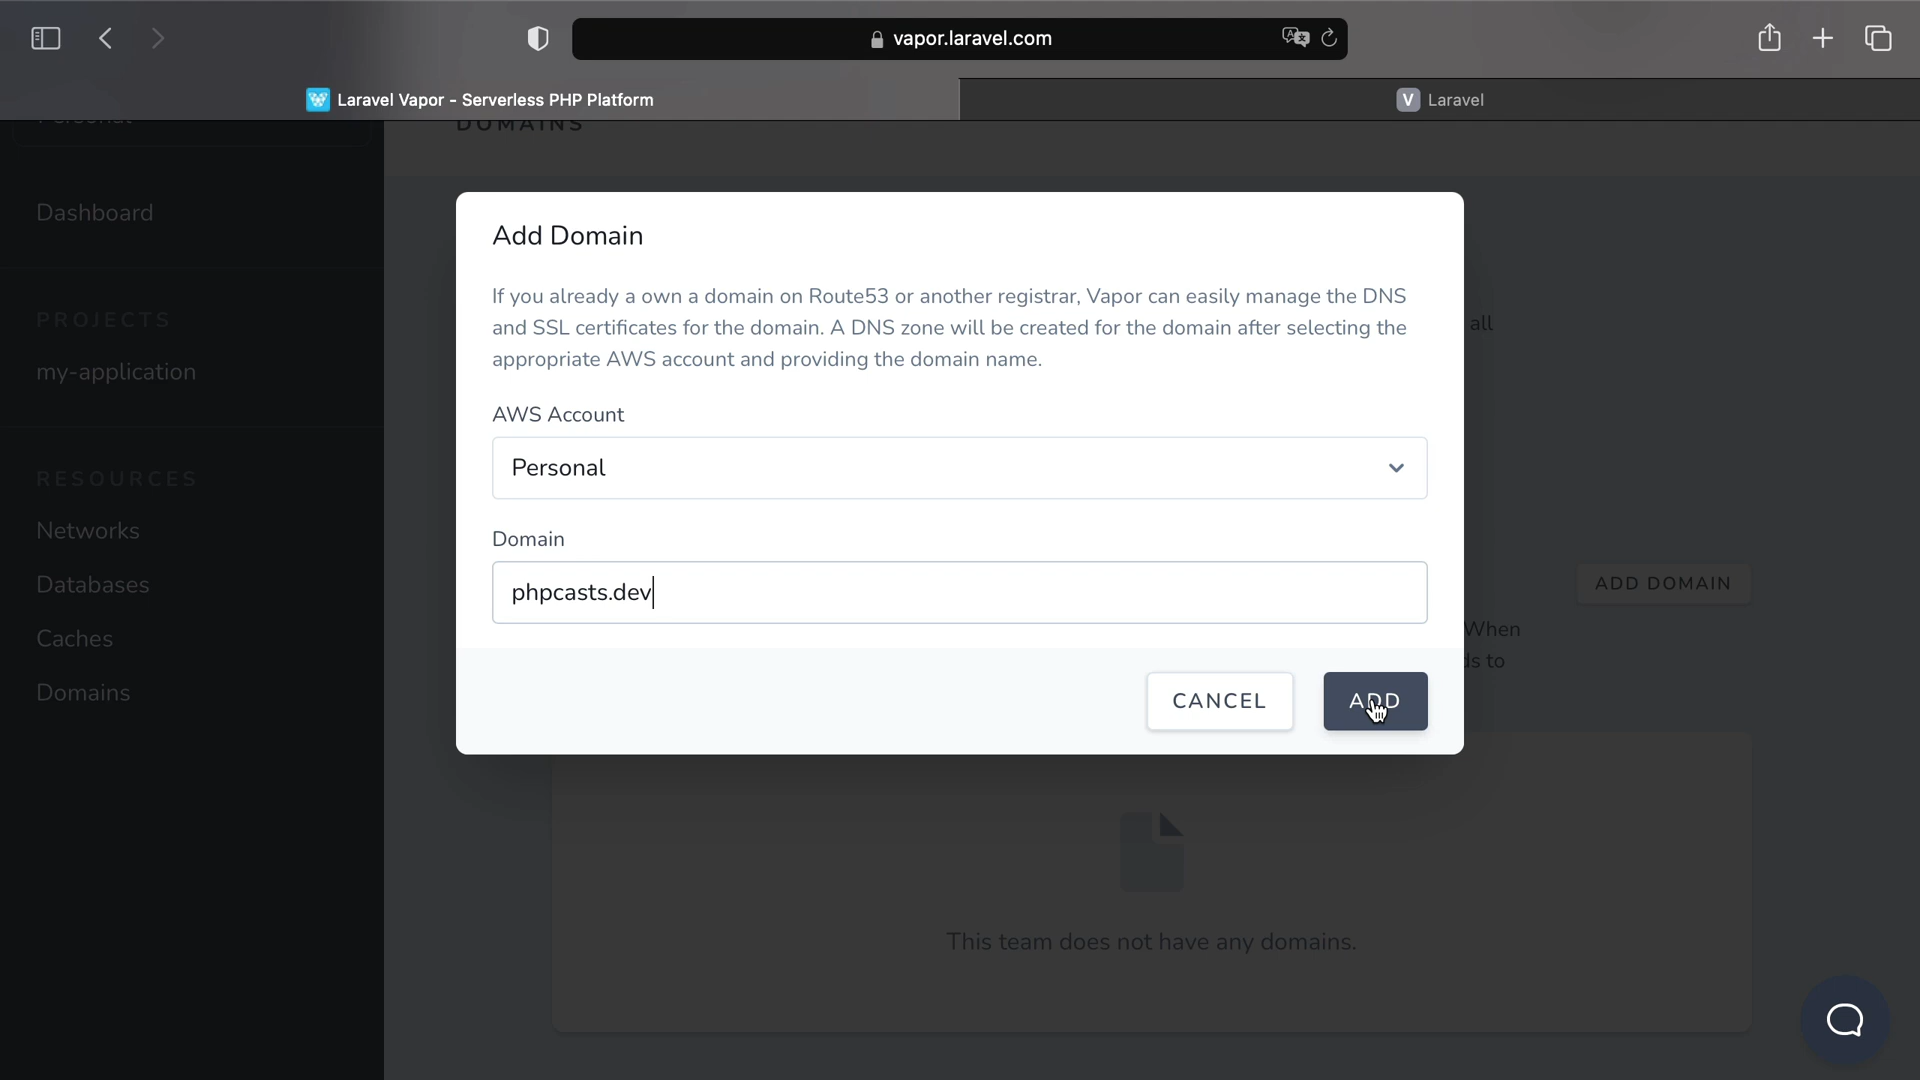 vapor.laravel.com
Laravel Vapor - Serverless PHP Platform
V Laravel
DOMAINS
Dashboard
PROJECTS
my-application
RESOURCES
Networks
Databases
Caches
Domains
Add Domain
If you already a own a domain on Route53 or another registrar, Vapor can easily manage the DNS
and SSL certificates for the domain. A DNS zone will be created for the domain after selecting the
appropriate AWS account and providing the domain name.
AWS Account
Personal
Domain
phpcasts.dev
CANCEL
ADD
all
ADD DOMAIN
When
to
This team does not have any domains.